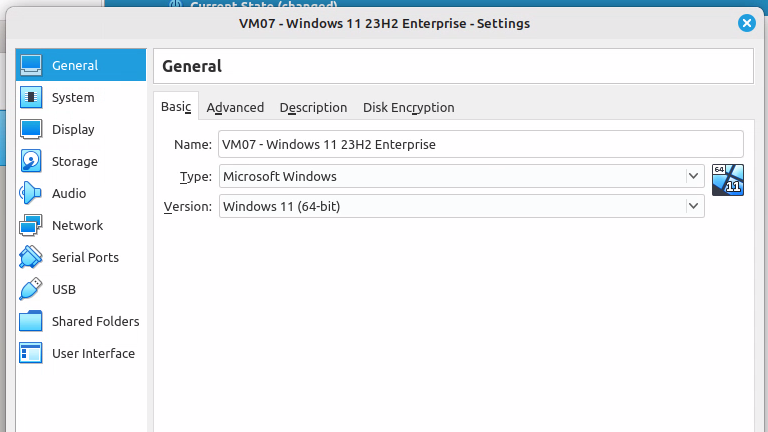 Current State (changed)
VM07 - Windows 11 23H2 Enterprise - Settings
General
System
Display
Storage
Audio
Network
Serial Ports
USB
Shared Folders
User Interface
General
Basic Advanced Description Disk Encryption
Name: VM07 - Windows 11 23H2 Enterprise
Type: Microsoft Windows
64
11
Version: Windows 11 (64-bit)